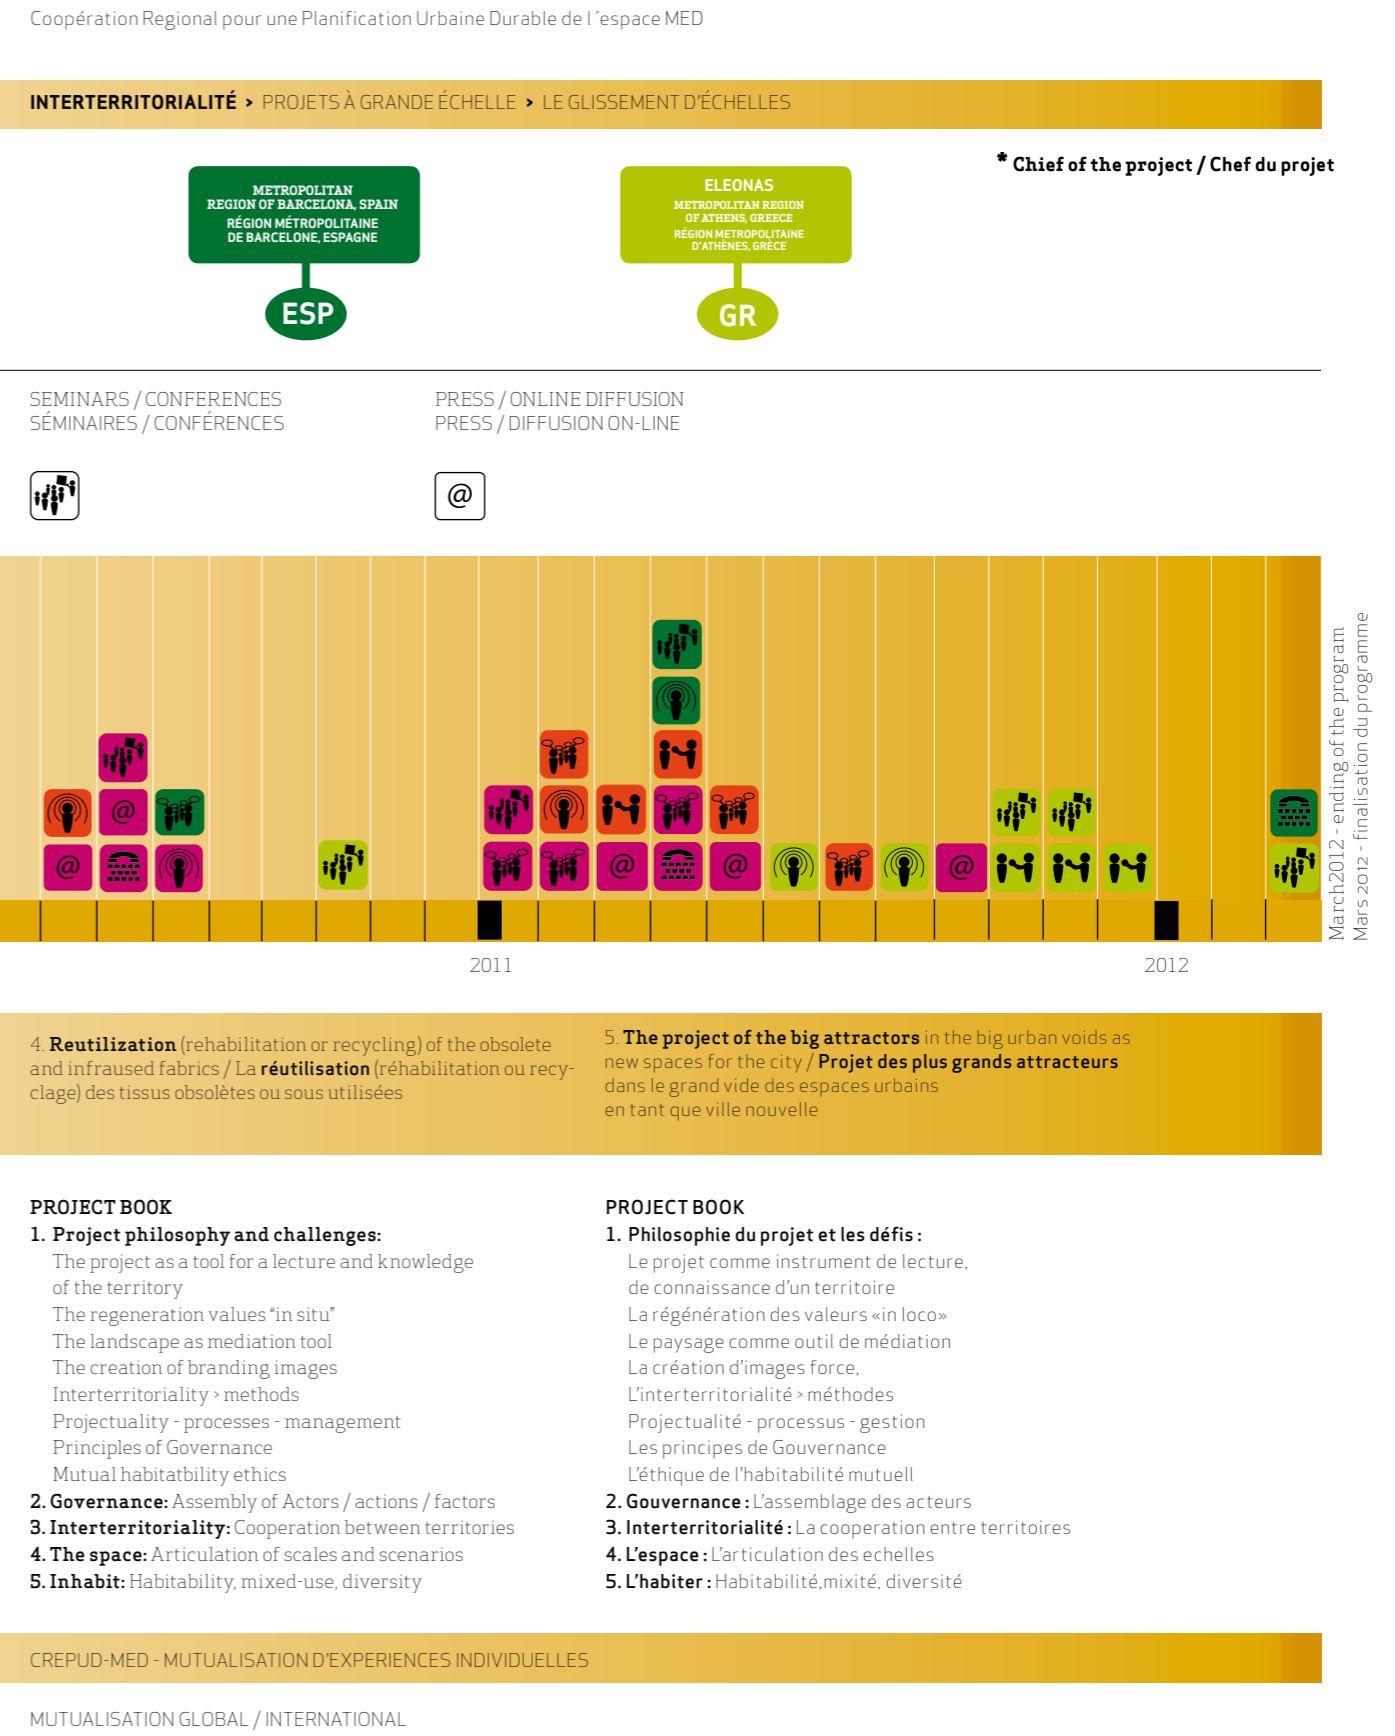 Coopération Regional pour une Planification Urbaine Durable de l ´espace MED
INTERTERRITORIALITÉ > PROJETS À GRANDE ÉCHELLE > LE GLISSEMENT D'ÉCHELLES
* Chief of the project / Chef du projet
METROPOLITAN
REGION OF BARCELONA, SPAIN
RÉGION MÉTROPOLITAINE
DE BARCELONE, ESPAGNE
ESP
ELEONAS
METROPOLITAN REGION
OF ATHENS, GREECE
RÉGION METROPOLITAINE
D'ATHÈNES, GRÈCE
GR
SEMINARS / CONFERENCES
SÉMINAIRES / CONFÉRENCES
PRESS / ONLINE DIFFUSION
PRESS / DIFFUSION ON-LINE
@
@
@
@
@
@
March2012 - ending of the program
Mars 2012 - finalisation du programme
2011
2012
4. Reutilization (rehabilitation or recycling) of the obsolete
and infraused fabrics / La réutilisation (réhabilitation ou recy-
clage) des tissus obsolètes ou sous utilisées
5. The project of the big attractors in the big urban voids as
new spaces for the city / Projet des plus grands attracteurs
dans le grand vide des espaces urbains
en tant que ville nouvelle
PROJECT BOOK
1. Project philosophy and challenges:
The project as a tool for a lecture and knowledge
of the territory
The regeneration values “in situ”
The landscape as mediation tool
The creation of branding images
Interterritoriality > methods
Projectuality - processes - management
Principles of Governance
Mutual habitatbility ethics
2. Governance: Assembly of Actors / actions / factors
3. Interterritoriality: Cooperation between territories
4. The space: Articulation of scales and scenarios
5. Inhabit: Habitability, mixed-use, diversity
PROJECT BOOK
1. Philosophie du projet et les défis :
Le projet comme instrument de lecture,
de connaissance d'un territoire
La régénération des valeurs «in loco»
Le paysage comme outil de médiation
La création d'images force,
L'interterritorialité > méthodes
Projectualité - processus - gestion
Les principes de Gouvernance
L'éthique de l'habitabilité mutuell
2. Gouvernance : L'assemblage des acteurs
3. Interterritorialité : La cooperation entre territoires
4. L'espace : L'articulation des echelles
5. L'habiter : Habitabilité,mixité, diversité
CREPUD-MED - MUTUALISATION D'EXPERIENCES INDIVIDUELLES
MUTUALISATION GLOBAL / INTERNATIONAL